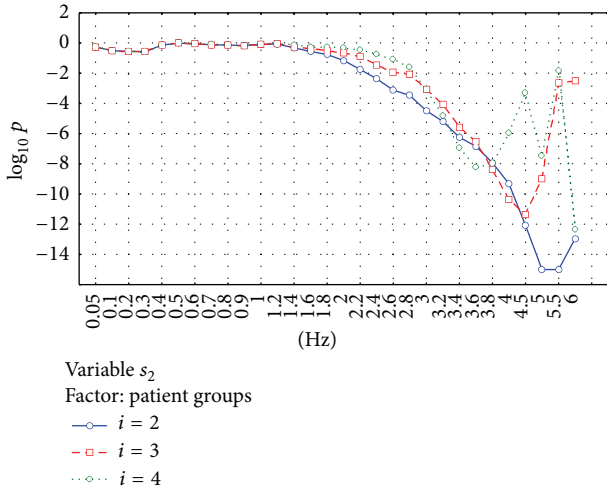 2
0
−2
−4
−6
−8
−10
−12
−14
log₁₀ p
0.05 0.1 0.2 0.3 0.4 0.5 0.6 0.7 0.8 0.9 1 1.2 1.4 1.6 1.8 2 2.2 2.4 2.6 2.8 3 3.2 3.4 3.6 3.8 4 4.5 5 5.5 6
(Hz)
Variable s₂
Factor: patient groups
i = 2
i = 3
i = 4